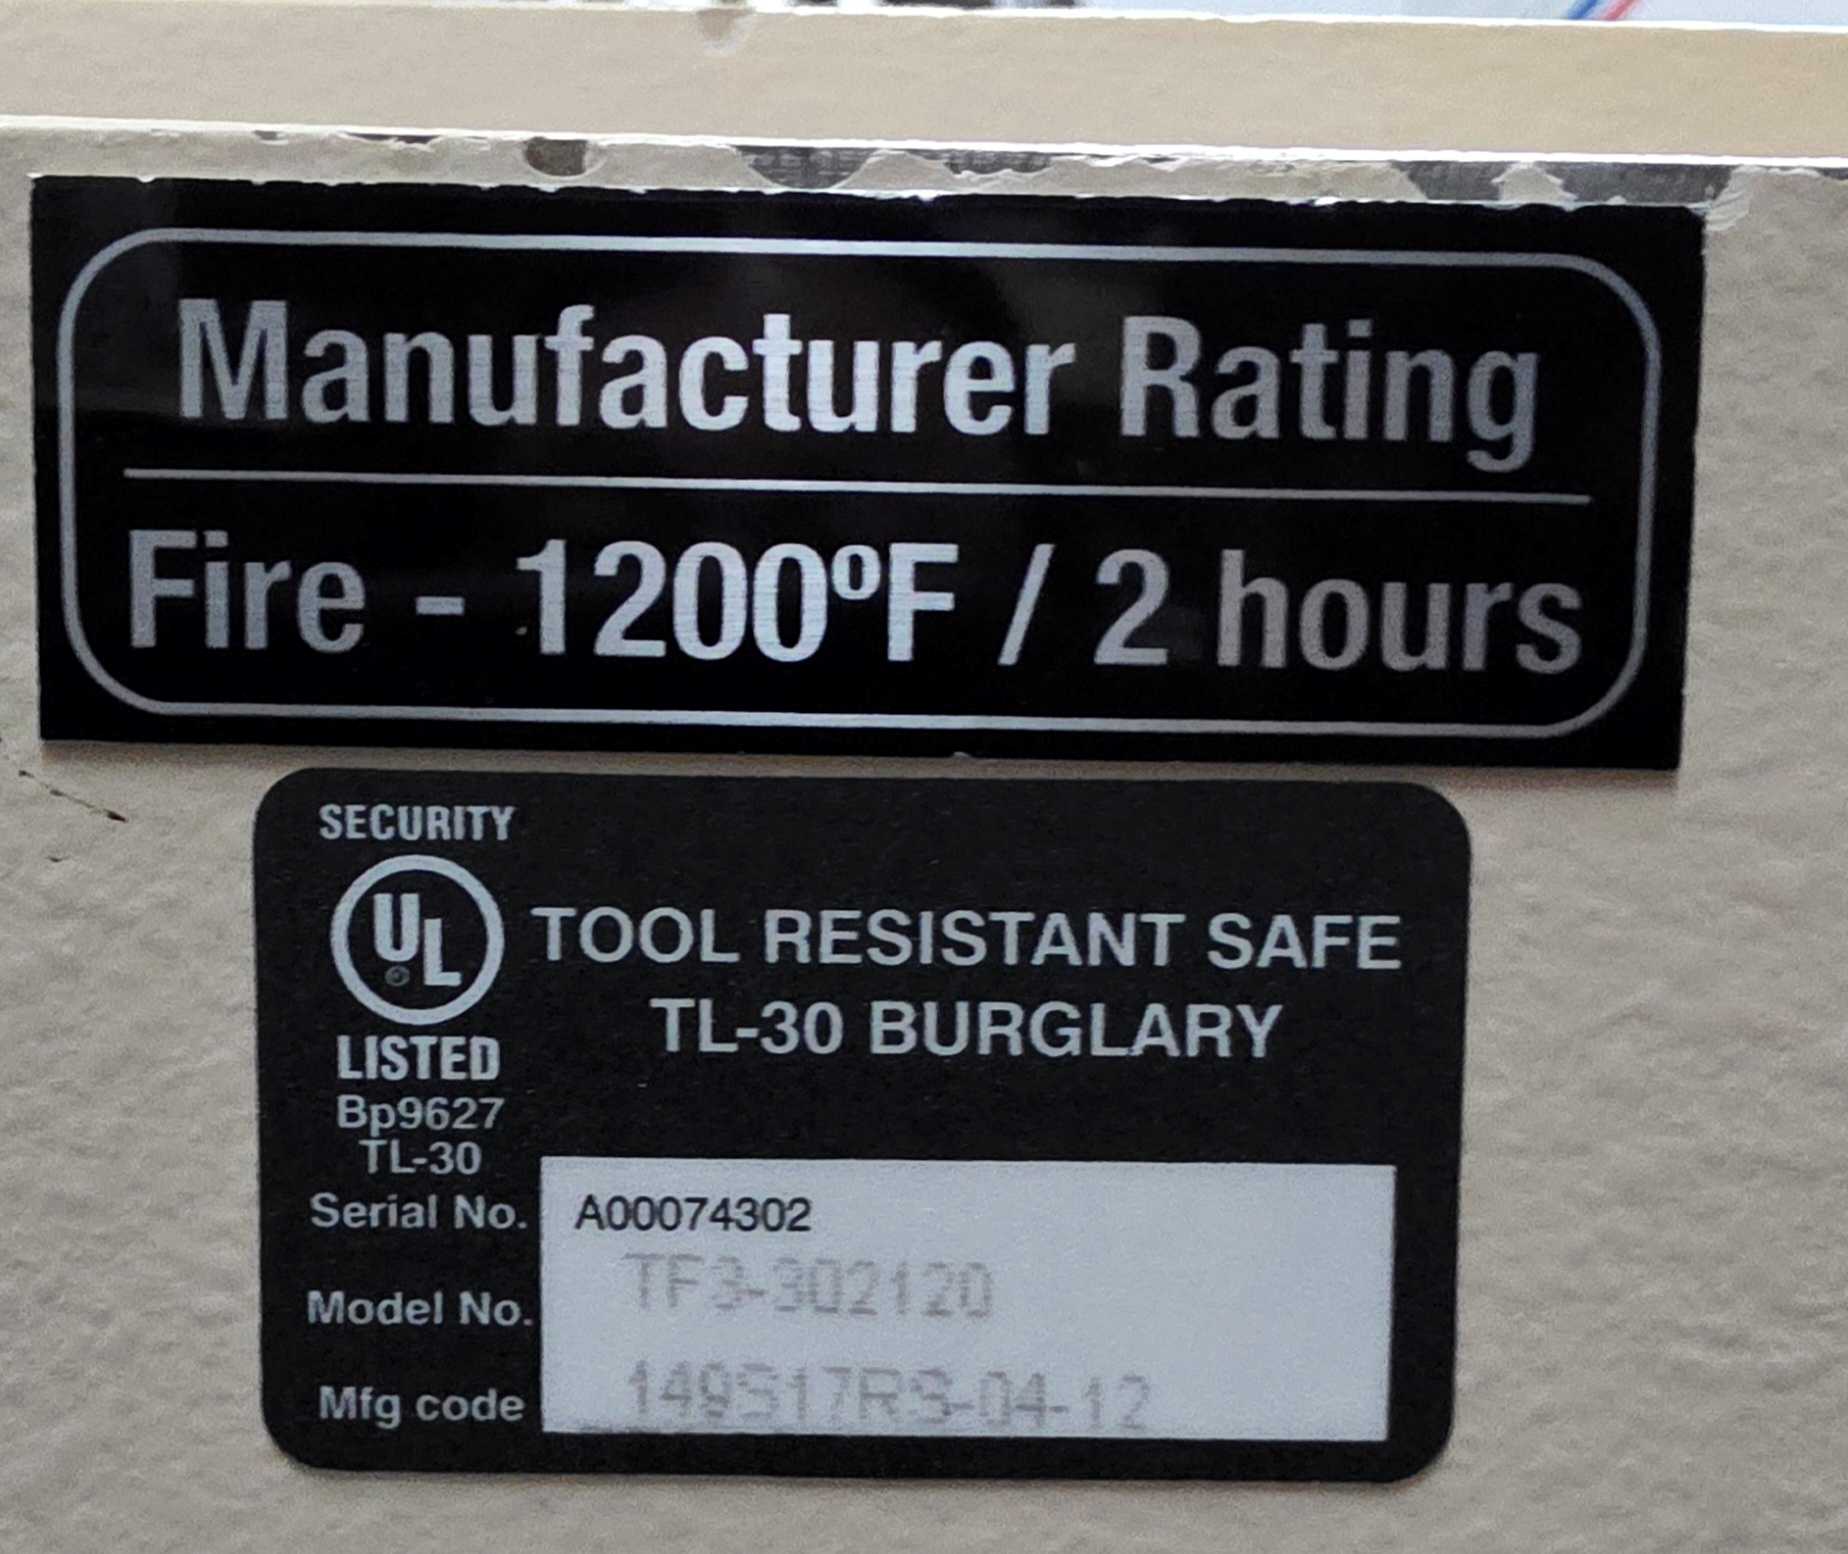 Manufacturer Rating
Fire - 1200ºF / 2 hours
SECURITY
UL
®
LISTED
Bp9627
TL-30
TOOL RESISTANT SAFE
TL-30 BURGLARY
Serial No. A00074302
Model No. TF3-302120
Mfg code 149S17RS-04-12